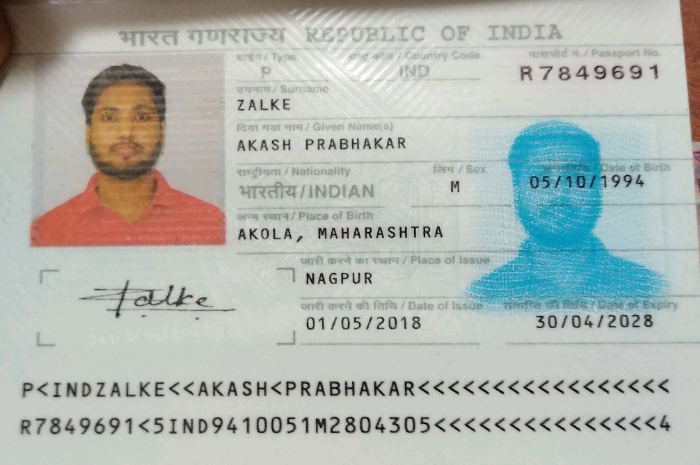 भारत गणराज्य REPUBLIC OF INDIA
टाईप / Type
राष्ट्र कोड / Country Code
पासपोर्ट न. / Passport No.
P
IND
R7849691
उपनाम / Surname
ZALKE
दिया गया नाम / Given Name(s)
AKASH PRABHAKAR
राष्ट्रीयता / Nationality
लिंग / Sex
Date of Birth
भारतीय / INDIAN
M
05/10/1994
जन्म स्थान / Place of Birth
AKOLA, MAHARASHTRA
जारी करने का स्थान / Place of Issue
NAGPUR
जारी करने की तिथि / Date of Issue
समाप्ति की तिथि / Date of Expiry
01/05/2018
30/04/2028
Zalke
P<INDZALKE<<AKASH<PRABHAKAR<<<<<<<<<<<<<<<<<
R7849691<5IND9410051M2804305<<<<<<<<<<<<<<<4